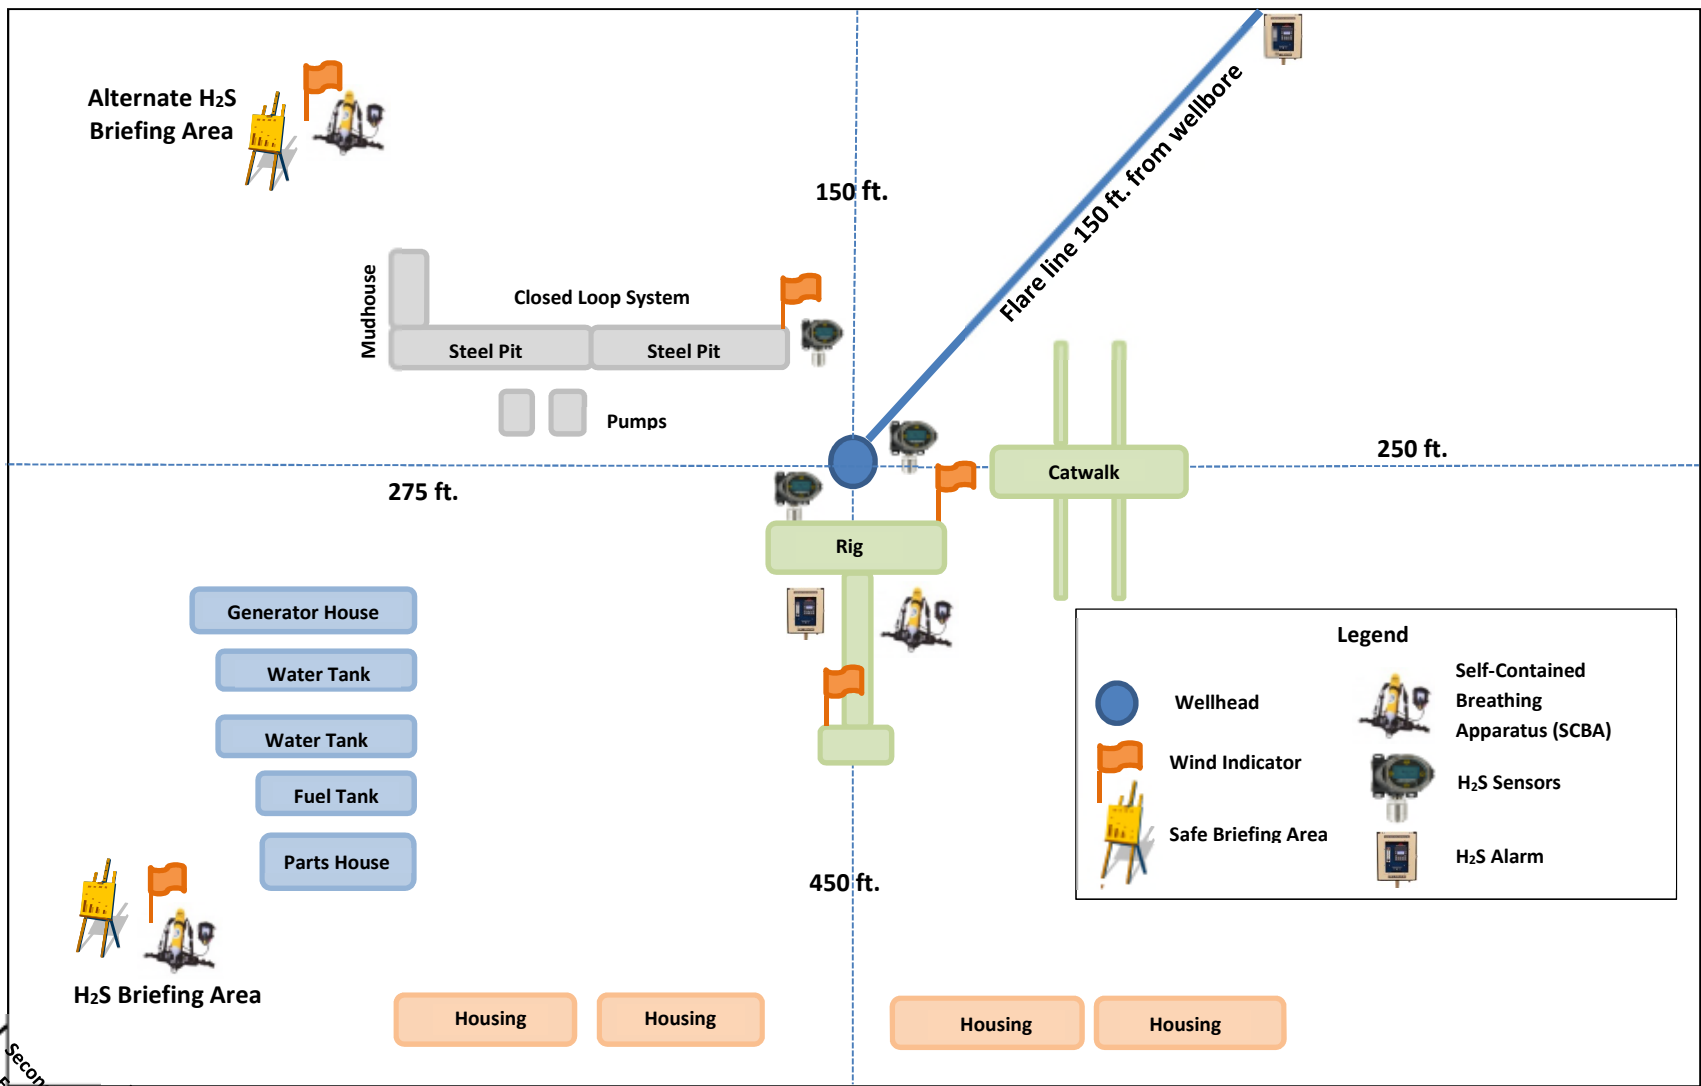 Alternate H₂S
Briefing Area
150 ft.
Flare line 150 ft. from wellbore
Mudhouse
Closed Loop System
Steel Pit
Steel Pit
Pumps
250 ft.
Catwalk
275 ft.
Rig
Generator House
Water Tank
Water Tank
Fuel Tank
Parts House
450 ft.
Legend
Wellhead
Wind Indicator
Safe Briefing Area
Self-Contained
Breathing
Apparatus (SCBA)
H₂S Sensors
H₂S Alarm
H₂S Briefing Area
Housing
Housing
Housing
Housing